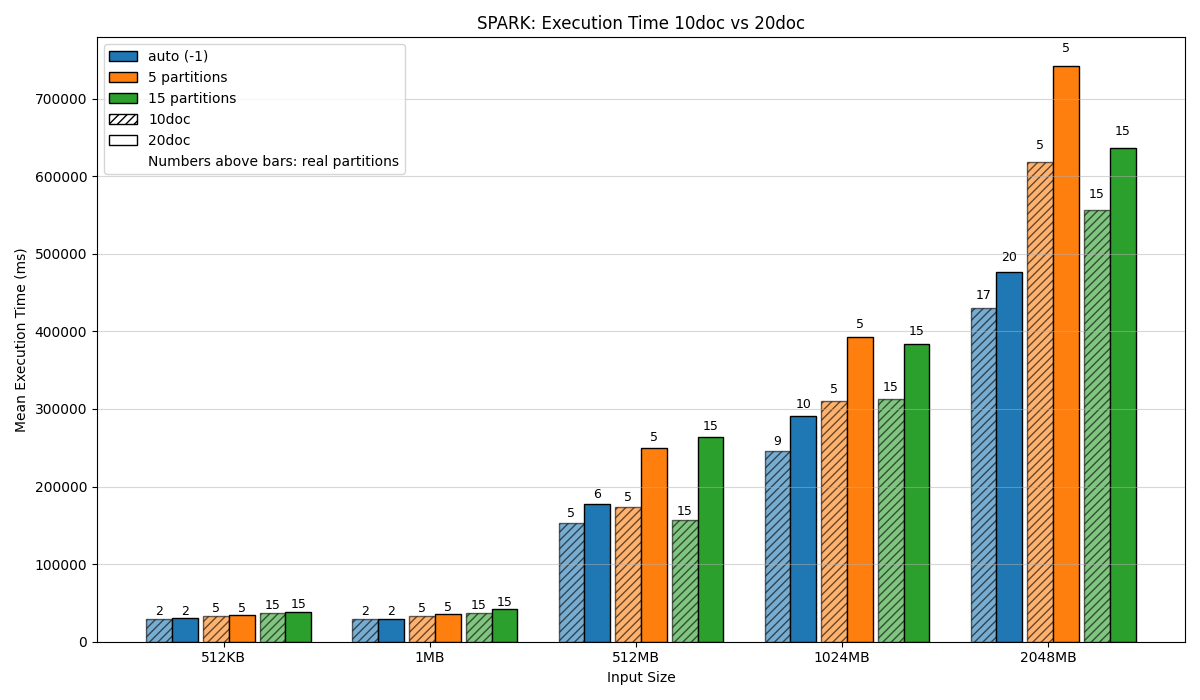 SPARK: Execution Time 10doc vs 20doc
auto (-1)
5 partitions
15 partitions
10doc
20doc
Numbers above bars: real partitions
Mean Execution Time (ms)
700000
600000
500000
400000
300000
200000
100000
0
2 2 5 5 15 15
2 2 5 5 15 15
5 6 5 5 15 15
9 10 5 5 15 15
17 20 5 5 15 15
512KB 1MB 512MB 1024MB 2048MB
Input Size